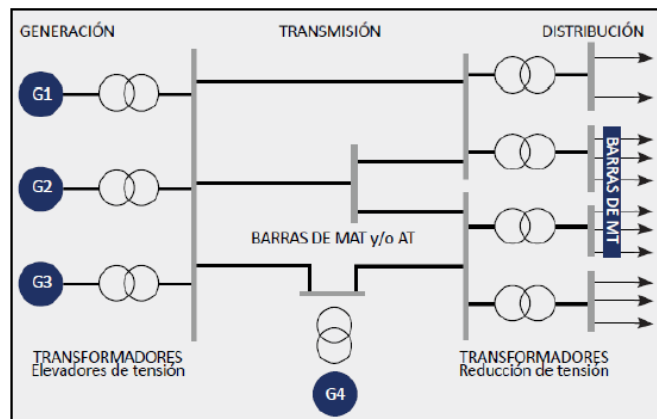 GENERACIÓN
TRANSMISIÓN
DISTRIBUCIÓN
G1
G2
BARRAS DE MT
BARRAS DE MAT y/o AT
G3
TRANSFORMADORES
Elevadores de tensión
TRANSFORMADORES
Reducción de tensión
G4